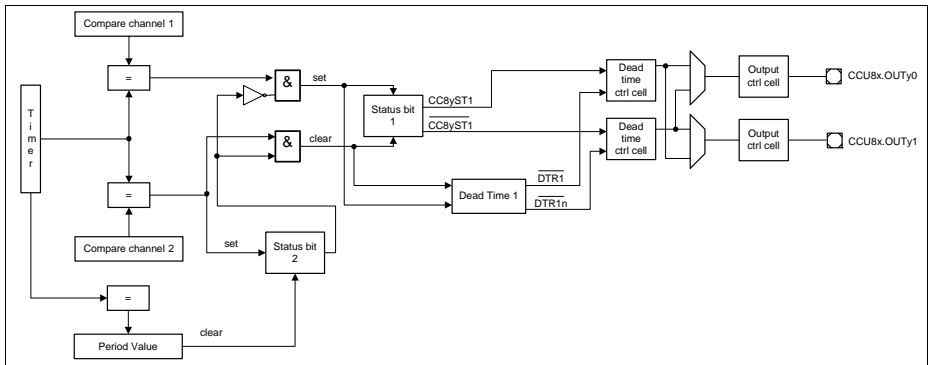 Compare channel 1
=
T
i
m
e
r
=
Compare channel 2
=
Period Value
clear
set
Status bit
2
&
set
&
clear
Status bit
1
CC8yST1
CC8yST1
Dead Time 1
DTR1
DTR1n
Dead
time
ctrl cell
Dead
time
ctrl cell
Output
ctrl cell
Output
ctrl cell
CCU8x.OUTy0
CCU8x.OUTy1